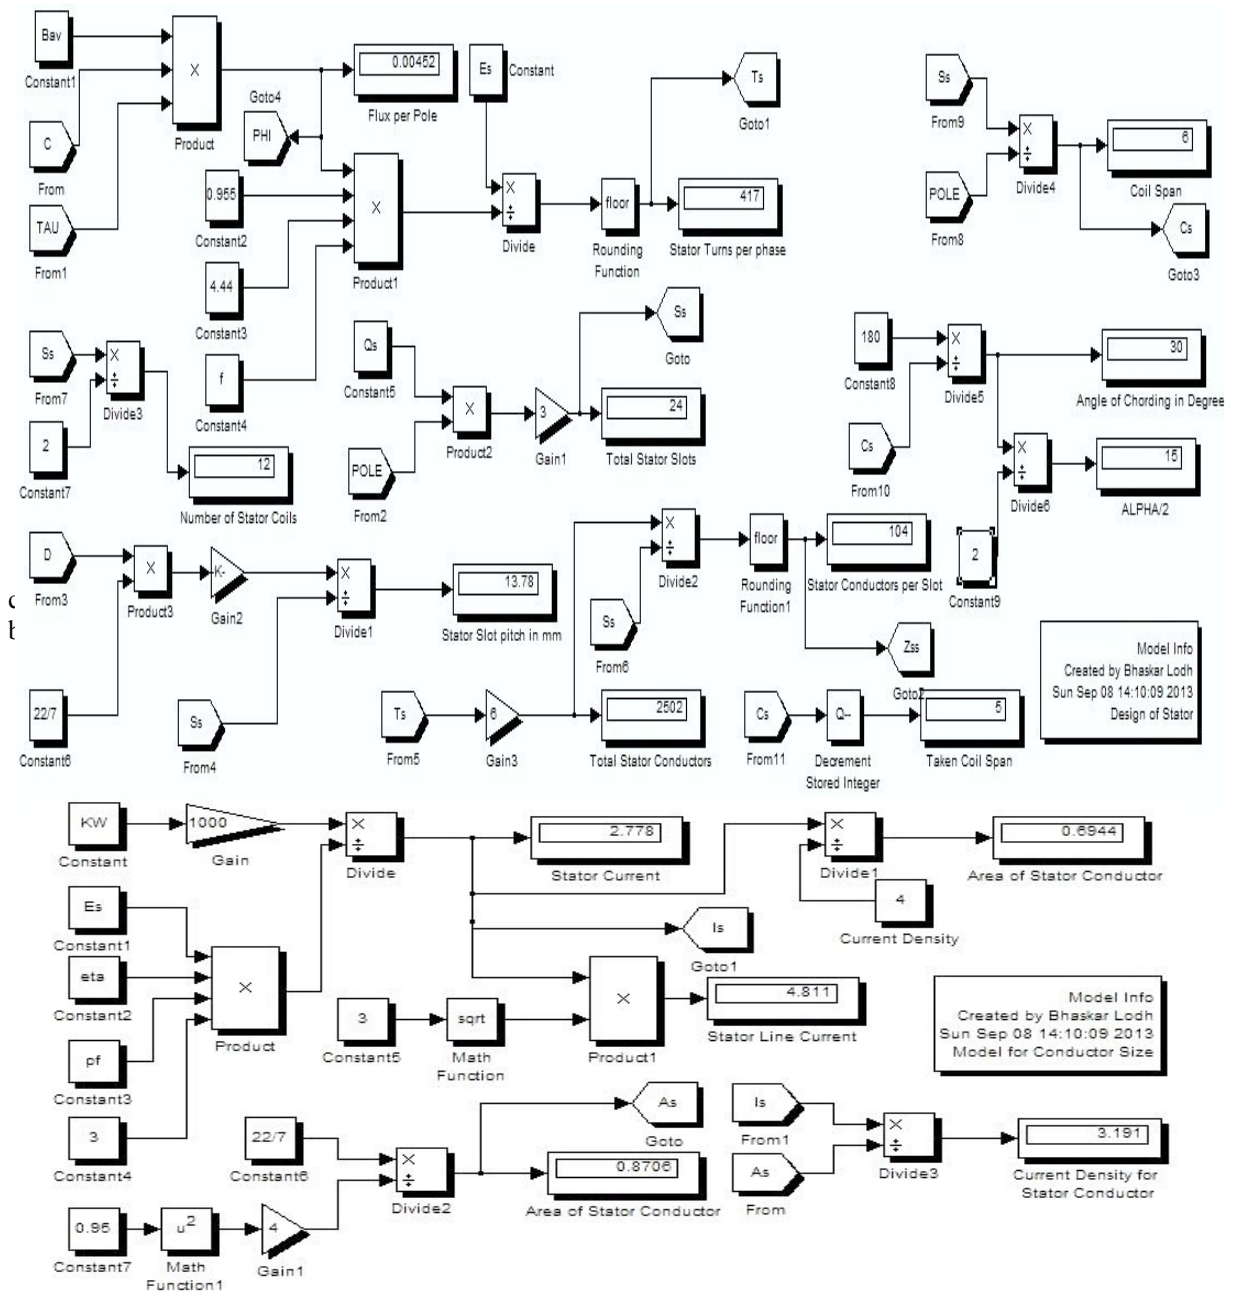 Bav
Constant1
C
From
TAU
From1
X
Product
Goto4
PHI
0.00452
Flux per Pole
0.955
Constant2
4.44
Constant3
f
Constant4
X
Product1
Es
Constant
X
÷
Divide
floor
Rounding
Function
Ts
Goto1
417
Stator Turns per phase
Ss
From9
POLE
From8
X
÷
Divide4
6
Coil Span
Cs
Goto3
Ss
From7
2
Constant7
X
÷
Divide3
12
Number of Stator Coils
Qs
Constant5
POLE
From2
X
Product2
3
Gain1
Ss
Goto
24
Total Stator Slots
180
Constant8
Cs
From10
X
÷
Divide5
30
Angle of Chording in Degree
X
÷
Divide6
15
ALPHA/2
2
Constant9
D
From3
22/7
Constant6
X
Product3
-K-
Gain2
Ss
From4
X
÷
Divide1
13.78
Stator Slot pitch in mm
Ss
From6
X
÷
Divide2
floor
Rounding
Function1
104
Stator Conductors per Slot
Zss
Goto2
Ts
From5
6
Gain3
2502
Total Stator Conductors
Cs
From11
Q--
Decrement
Stored Integer
5
Taken Coil Span
Model Info
Created by Bhaskar Lodh
Sun Sep 08 14:10:09 2013
Design of Stator
KW
Constant
1000
Gain
X
÷
Divide
2.778
Stator Current
X
÷
Divide1
0.6944
Area of Stator Conductor
4
Current Density
Es
Constant1
eta
Constant2
pf
Constant3
3
Constant4
X
Product
Is
Goto1
3
Constant5
sqrt
Math
Function
X
Product1
4.811
Stator Line Current
Model Info
Created by Bhaskar Lodh
Sun Sep 08 14:10:09 2013
Model for Conductor Size
22/7
Constant6
0.95
Constant7
u²
Math
Function1
4
Gain1
X
÷
Divide2
As
Goto
0.8706
Area of Stator Conductor
Is
From1
As
From
X
÷
Divide3
3.191
Current Density for
Stator Conductor